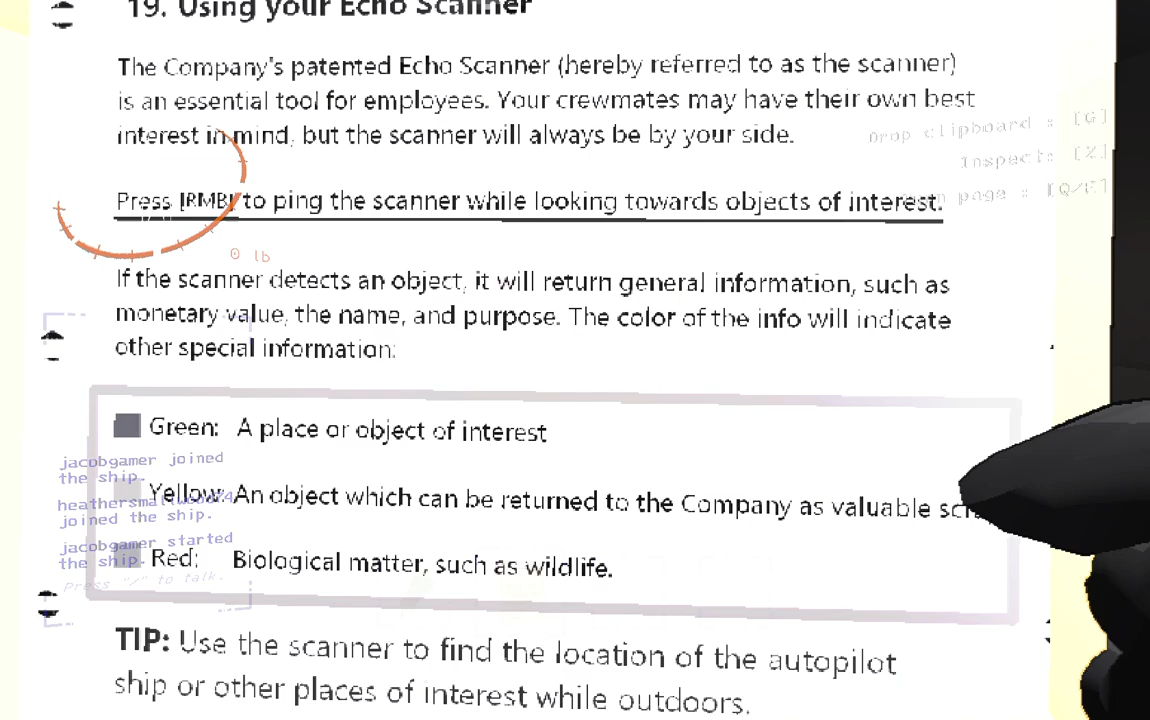 19. Using your Echo Scanner
The Company's patented Echo Scanner (hereby referred to as the scanner)
is an essential tool for employees. Your crewmates may have their own best
interest in mind, but the scanner will always be by your side.
Drop clipboard : [G]
Inspect: [Z]
page : [Q/E]
Press [RMB] to ping the scanner while looking towards objects of interest.
0 lb
If the scanner detects an object, it will return general information, such as
monetary value, the name, and purpose. The color of the info will indicate
other special information:
Green: A place or object of interest
Yellow: An object which can be returned to the Company as valuable
Red: Biological matter, such as wildlife.
jacobgamer joined
the ship.
joined the ship.
jacobgamer started
the ship.
Press "/" to talk.
TIP: Use the scanner to find the location of the autopilot
ship or other places of interest while outdoors.